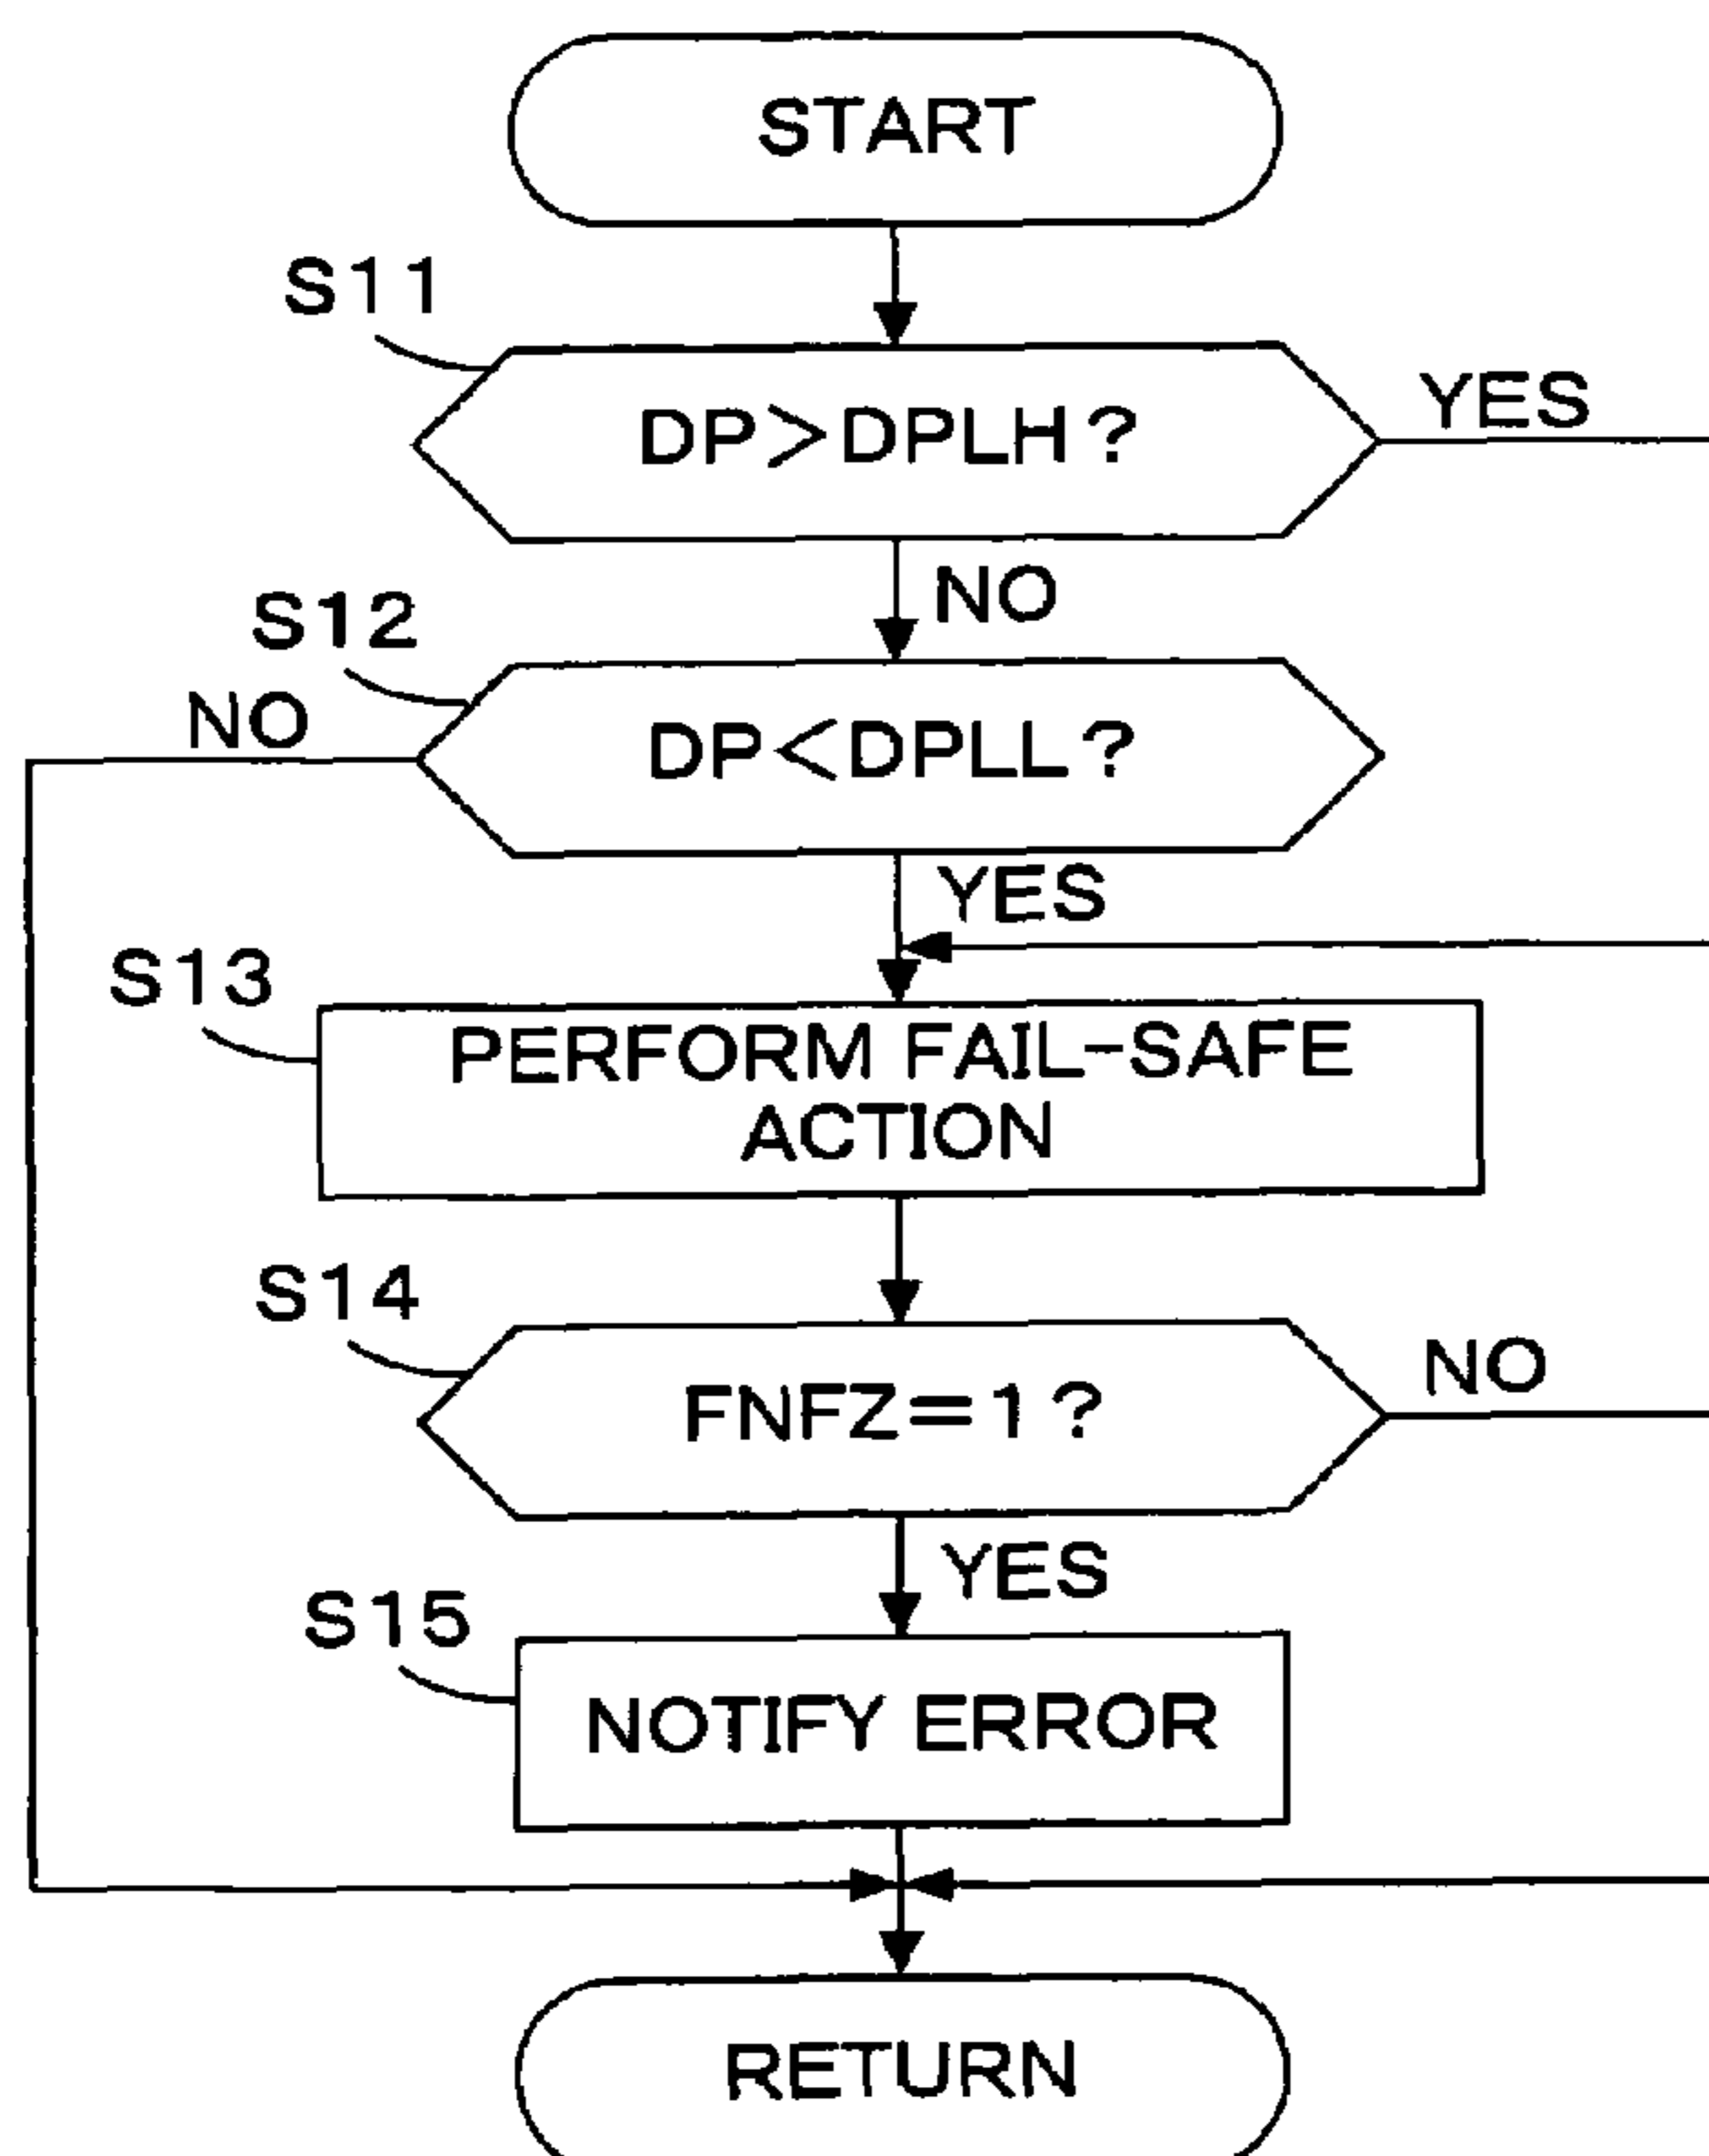 START
S11
DP>DPLH?
YES
NO
S12
NO
DP<DPLL?
YES
S13
PERFORM FAIL-SAFE
ACTION
S14
FNFZ=1?
NO
YES
S15
NOTIFY ERROR
RETURN